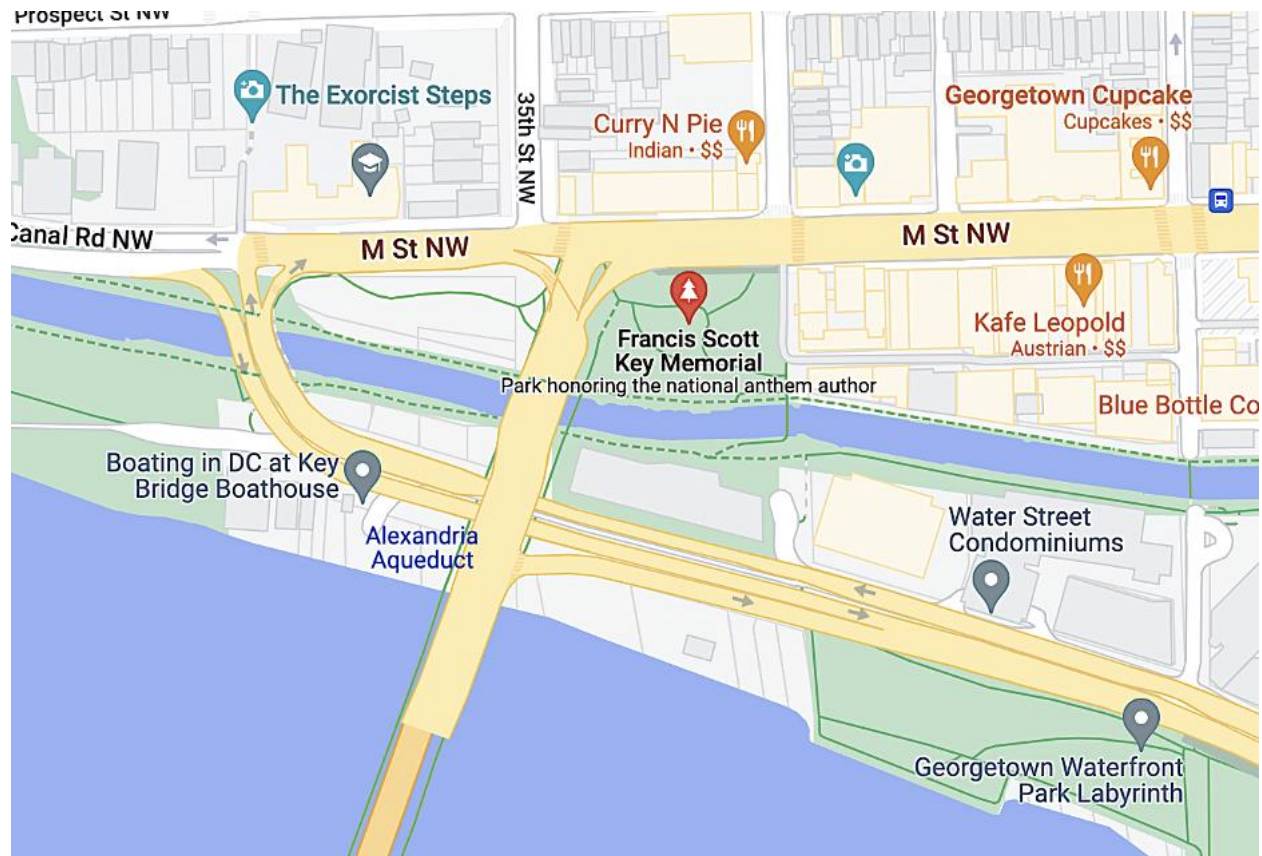 Prospect St NW
The Exorcist Steps
35th St NW
Curry N Pie
Indian • $$
Georgetown Cupcake
Cupcakes • $$
Canal Rd NW
M St NW
M St NW
Francis Scott
Key Memorial
Park honoring the national anthem author
Kafe Leopold
Austrian • $$
Blue Bottle Co
Boating in DC at Key
Bridge Boathouse
Alexandria
Aqueduct
Water Street
Condominiums
Georgetown Waterfront
Park Labyrinth